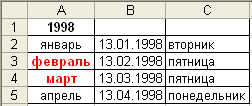 A B C
1 1998
2 январь 13.01.1998 вторник
3 февраль 13.02.1998 пятница
4 март 13.03.1998 пятница
5 апрель 13.04.1998 понедельник